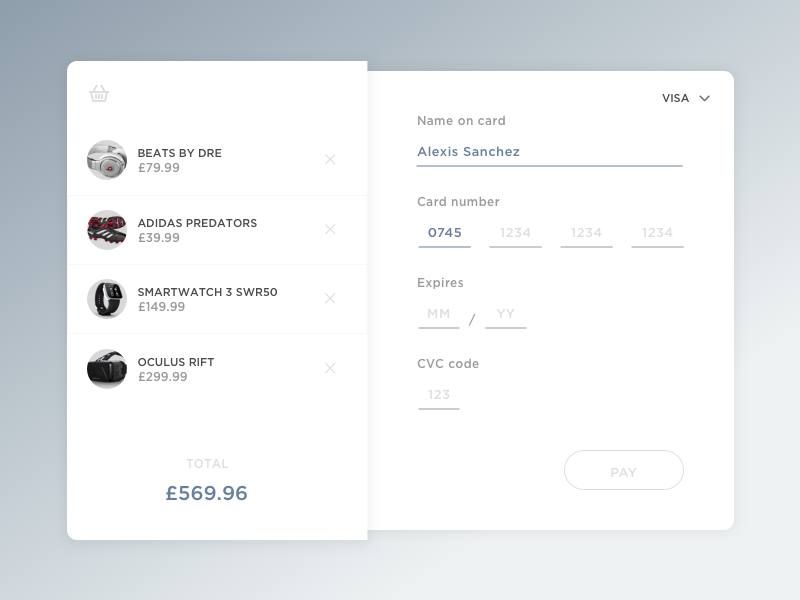 BEATS BY DRE
£79.99
ADIDAS PREDATORS
£39.99
SMARTWATCH 3 SWR50
£149.99
OCULUS RIFT
£299.99
TOTAL
£569.96
VISA
Name on card
Alexis Sanchez
Card number
0745 1234 1234 1234
Expires
MM / YY
CVC code
123
PAY